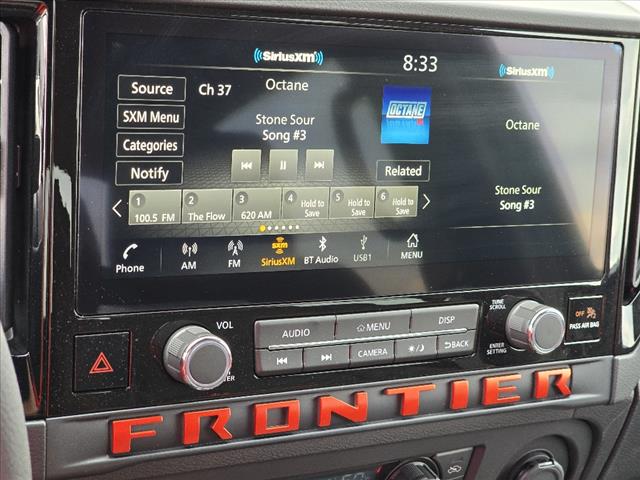 SiriusXM
8:33
SiriusXM
Source
Ch 37
Octane
SXM Menu
Stone Sour
Song #3
OCTANE
Octane
Categories
Notify
Related
Stone Sour
Song #3
1
100.5 FM
2
The Flow
3
620 AM
4
Hold to
Save
5
Hold to
Save
6
Hold to
Save
Phone
AM
FM
sxm
SiriusXM
BT Audio
USB1
MENU
VOL
AUDIO
MENU
DISP
CAMERA
BACK
TUNE
SCROLL
ENTER
SETTING
OFF
PASS AIR BAG
FRONTIER